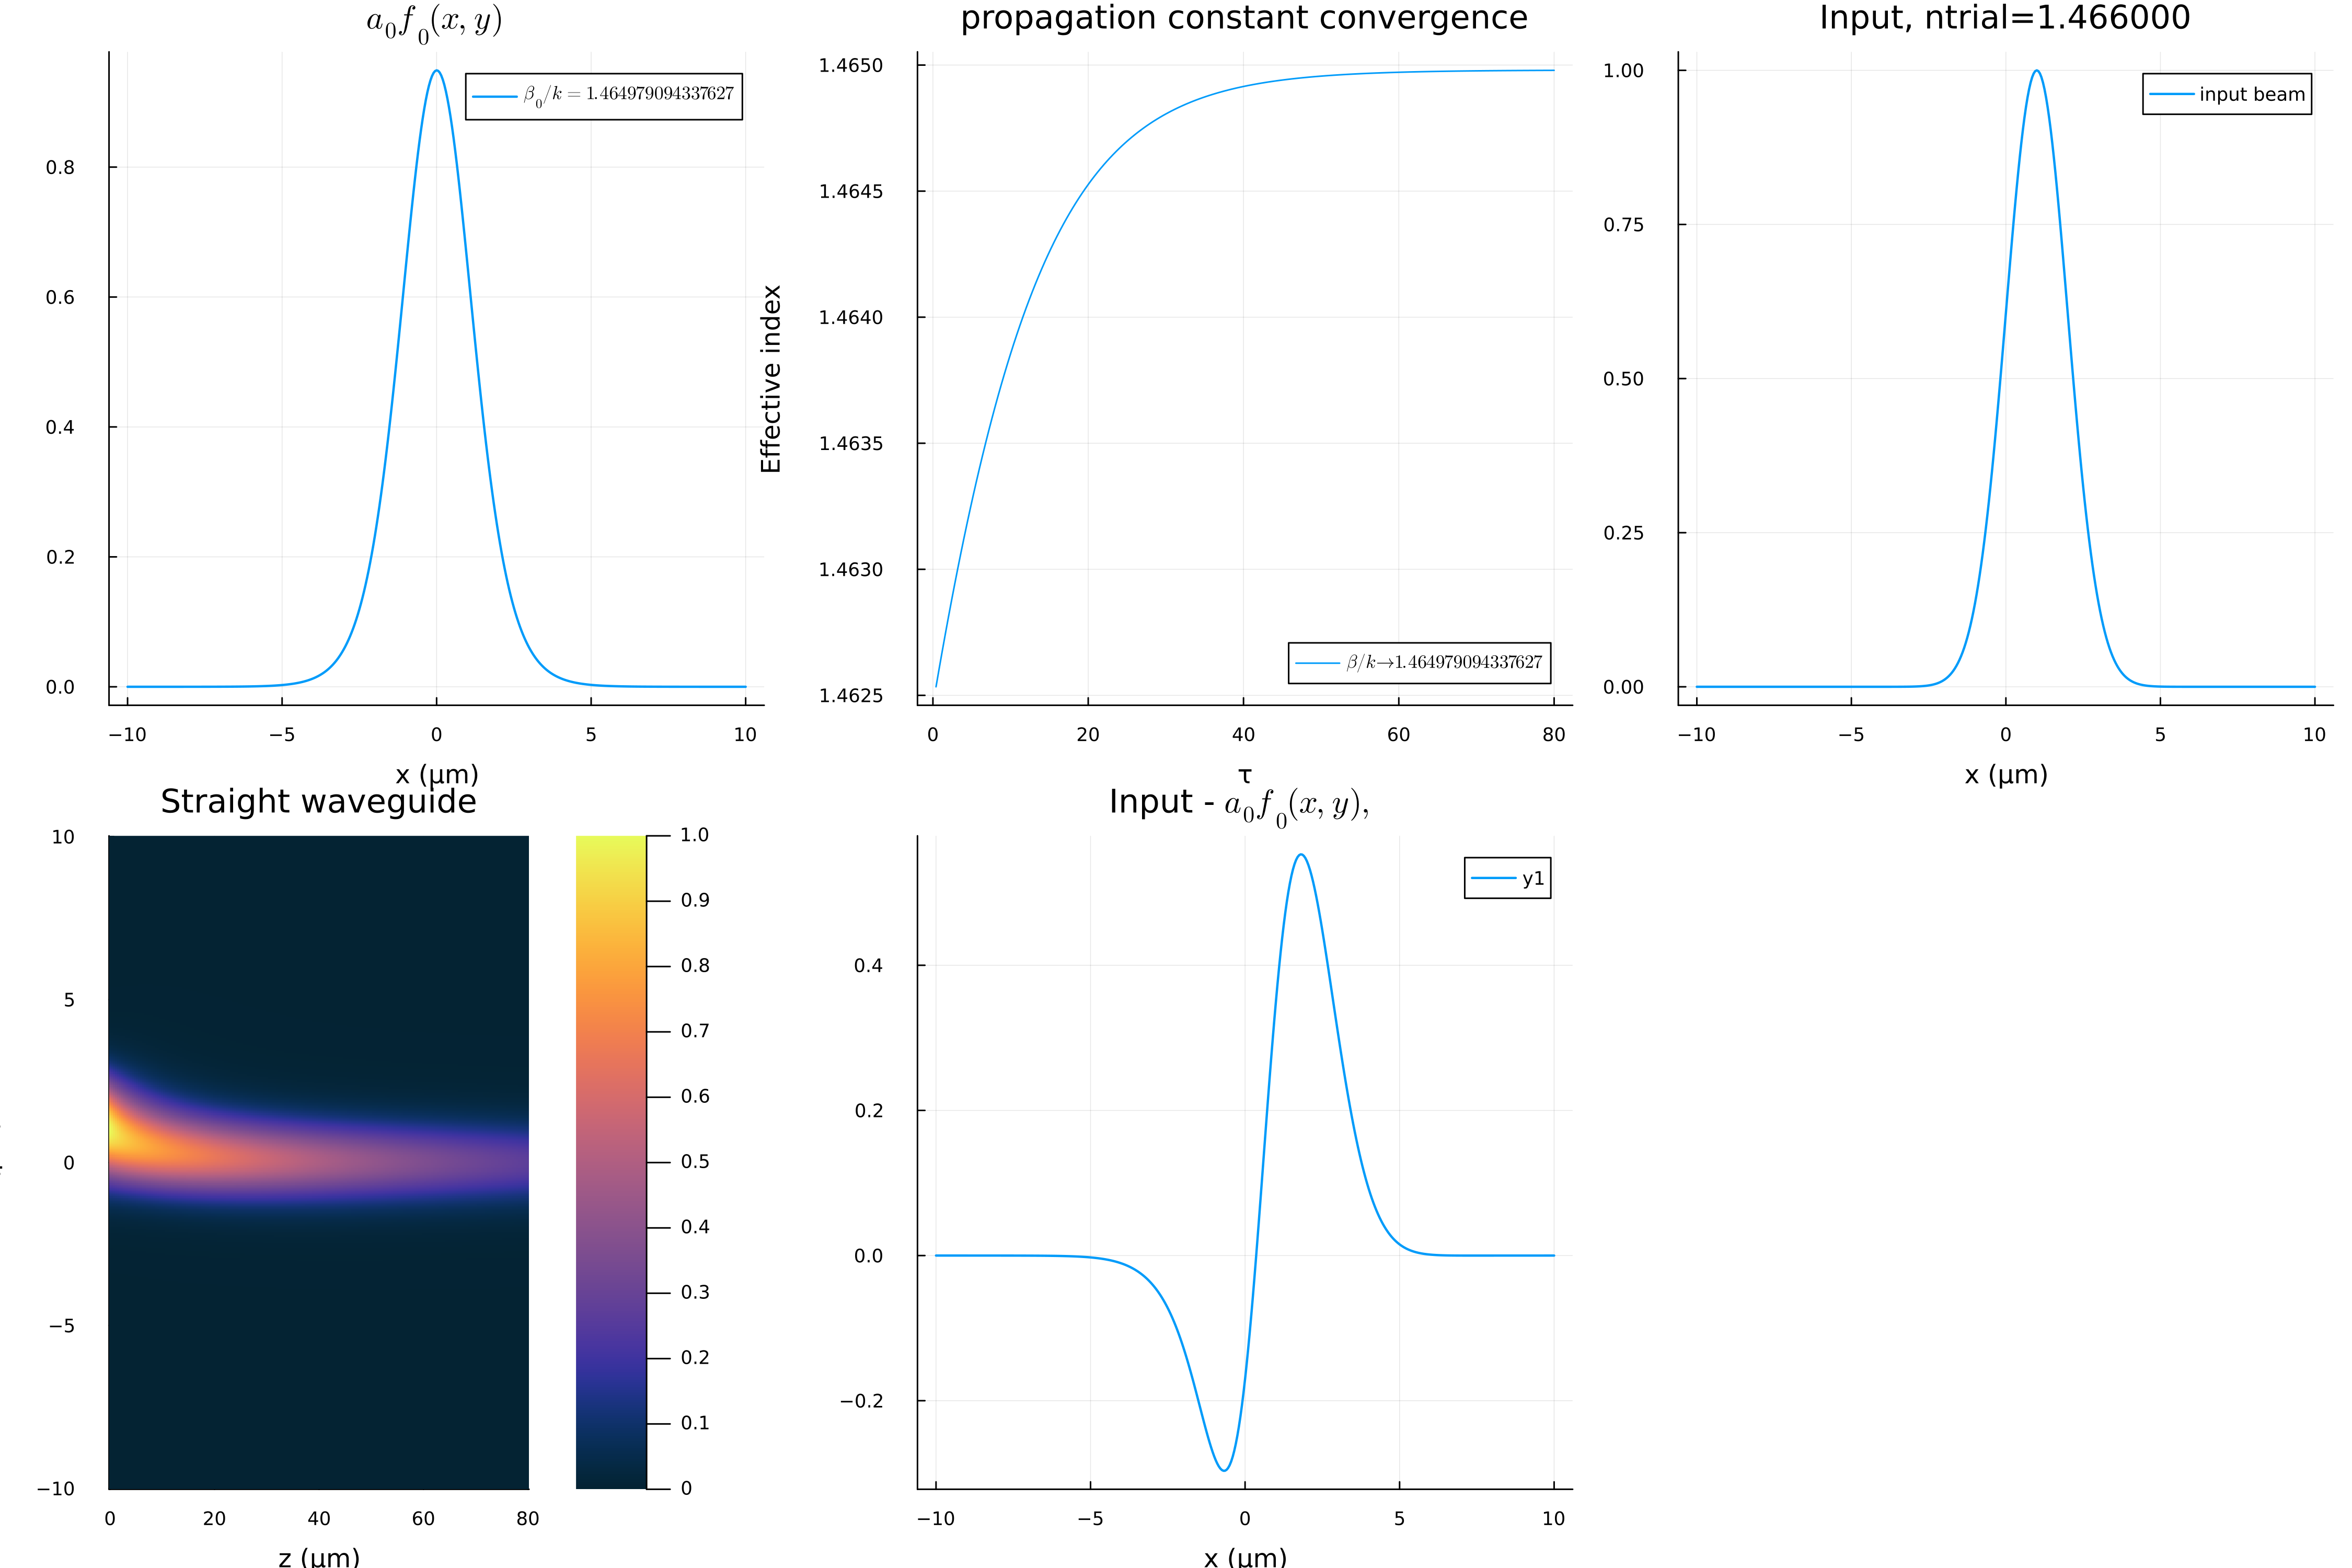 a₀f₀(x, y)
β₀/k = 1.464979094337627
0.8
0.6
0.4
0.2
0.0
−10 −5 0 5 10
x (μm)
propagation constant convergence
Effective index
1.4650
1.4645
1.4640
1.4635
1.4630
1.4625
β/k→1.464979094337627
0 20 40 60 80
τ
Input, ntrial=1.466000
input beam
1.00
0.75
0.50
0.25
0.00
−10 −5 0 5 10
x (μm)
Straight waveguide
10
5
0
−5
−10
0 20 40 60 80
z (μm)
1.0
0.9
0.8
0.7
0.6
0.5
0.4
0.3
0.2
0.1
0
Input - a₀f₀(x, y),
y1
0.4
0.2
0.0
−0.2
−10 −5 0 5 10
x (μm)